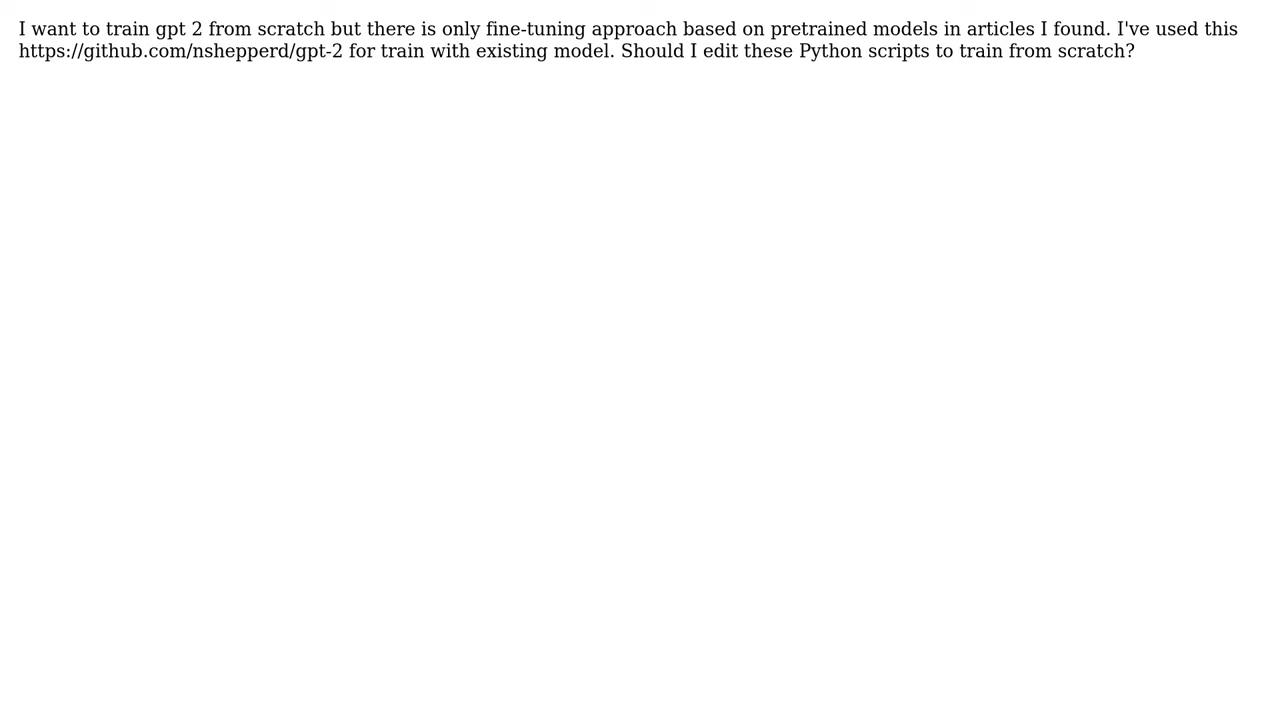 I want to train gpt 2 from scratch but there is only fine-tuning approach based on pretrained models in articles I found. I've used this
https://github.com/nshepperd/gpt-2 for train with existing model. Should I edit these Python scripts to train from scratch?